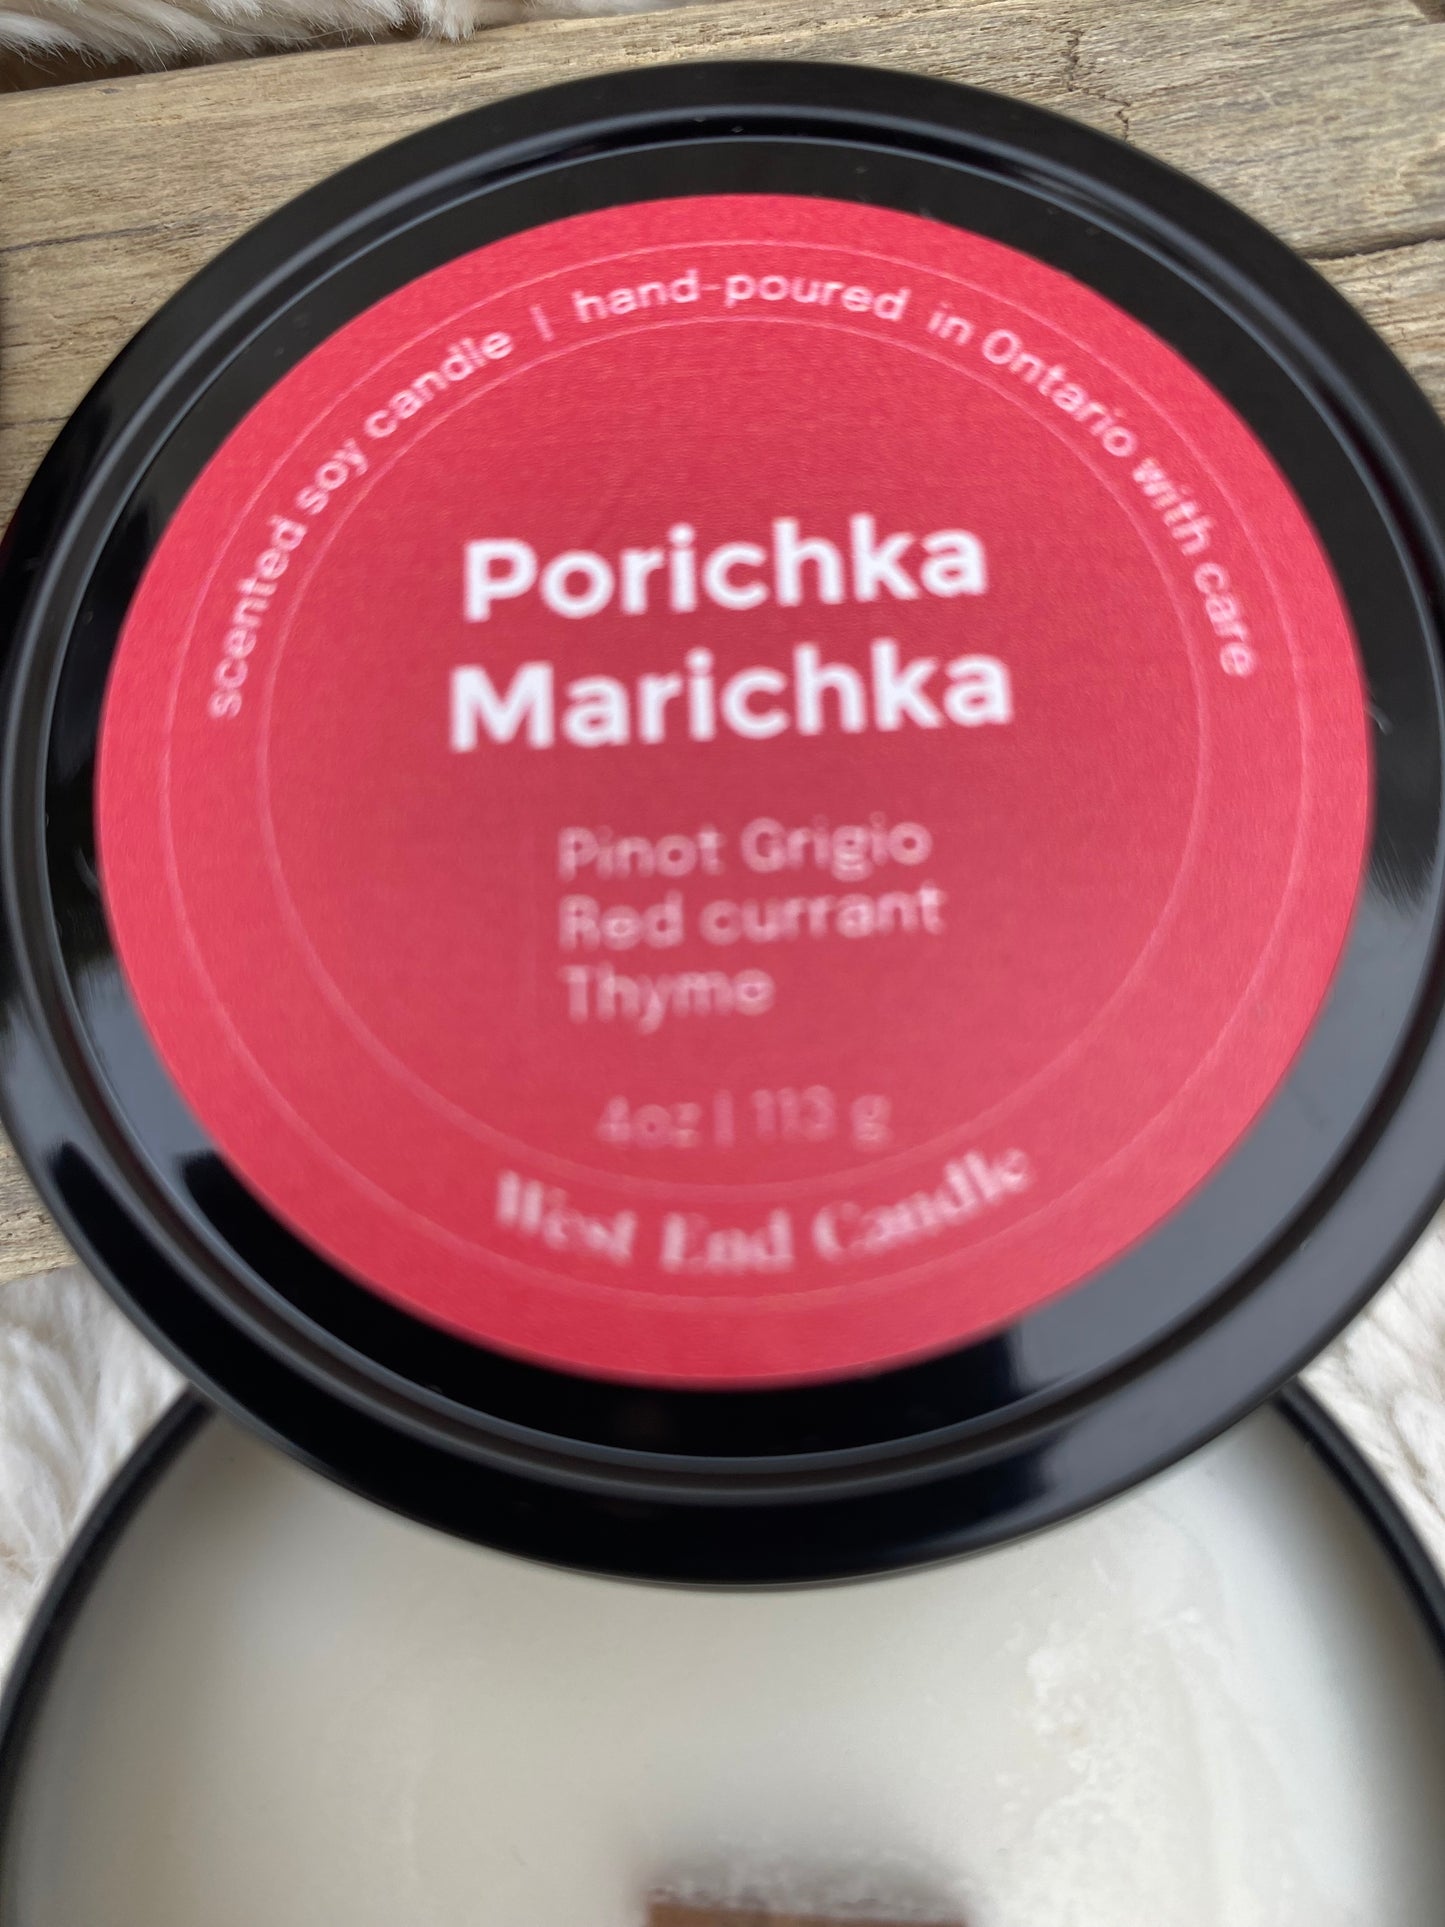 scented soy candle | hand-poured in Ontario with care
Porichka
Marichka
Pinot Grigio
Red currant
Thyme
4oz | 113 g
West End Candle